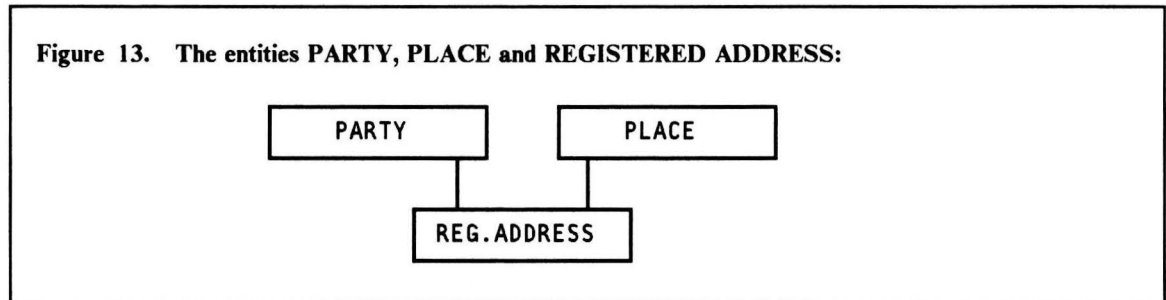 Figure 13. The entities PARTY, PLACE and REGISTERED ADDRESS:
PARTY PLACE
REG.ADDRESS